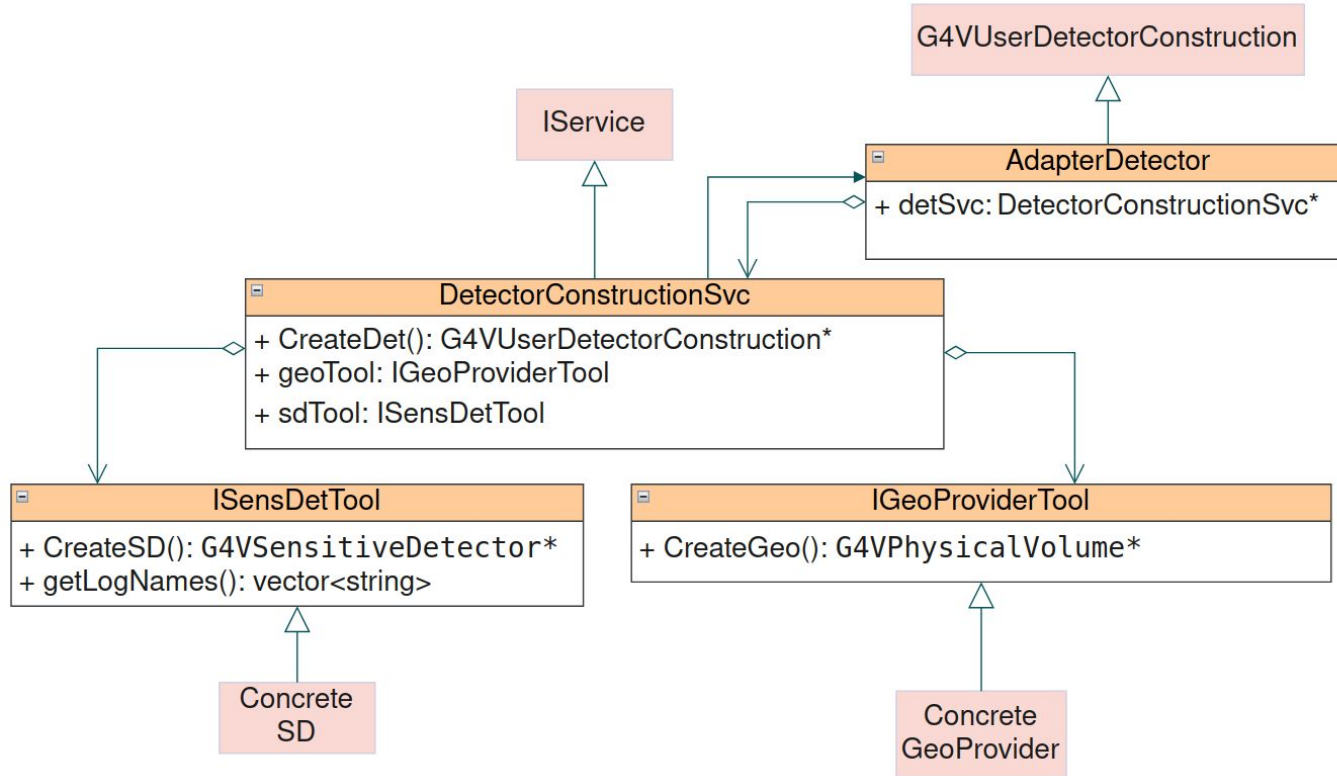 G4VUserDetectorConstruction
IService
AdapterDetector
+ detSvc: DetectorConstructionSvc*
DetectorConstructionSvc
+ CreateDet(): G4VUserDetectorConstruction*
+ geoTool: IGeoProviderTool
+ sdTool: ISensDetTool
ISensDetTool
+ CreateSD(): G4VSensitiveDetector*
+ getLogNames(): vector<string>
IGeoProviderTool
+ CreateGeo(): G4VPhysicalVolume*
Concrete
SD
Concrete
GeoProvider